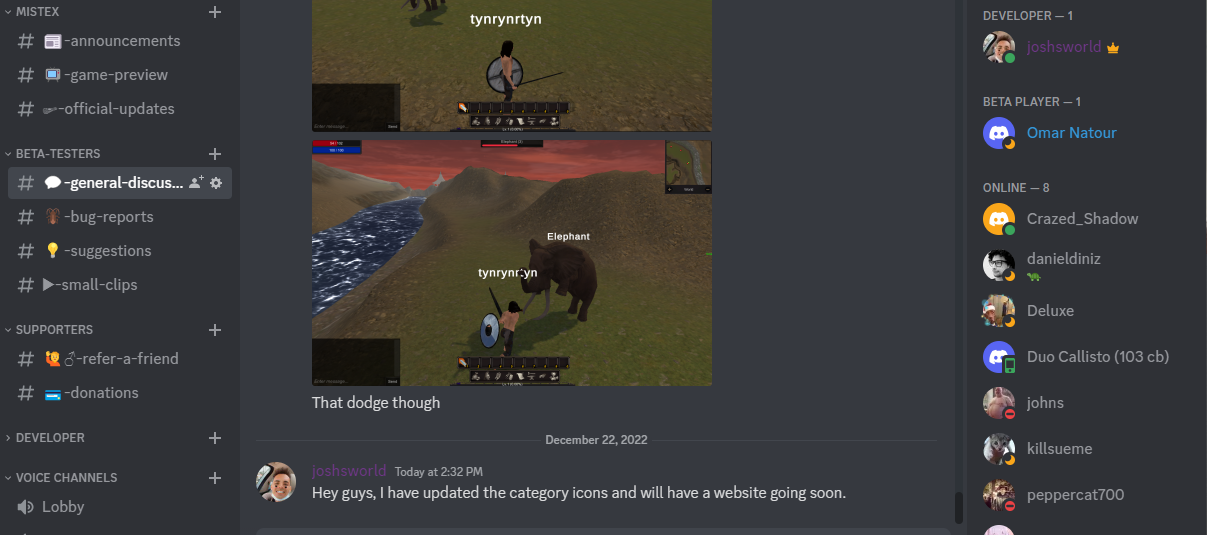 MISTEX
-announcements
-game-preview
-official-updates
BETA-TESTERS
-general-discus...
-bug-reports
-suggestions
-small-clips
SUPPORTERS
-refer-a-friend
-donations
DEVELOPER
VOICE CHANNELS
Lobby
tynrynrtyn
Send
Elephant
tynrynrtyn
Send
That dodge though
December 22, 2022
joshsworld Today at 2:32 PM
Hey guys, I have updated the category icons and will have a website going soon.
DEVELOPER — 1
joshsworld
BETA PLAYER — 1
Omar Natour
ONLINE — 8
Crazed_Shadow
danieldiniz
Deluxe
Duo Callisto (103 cb)
johns
killsueme
peppercat700